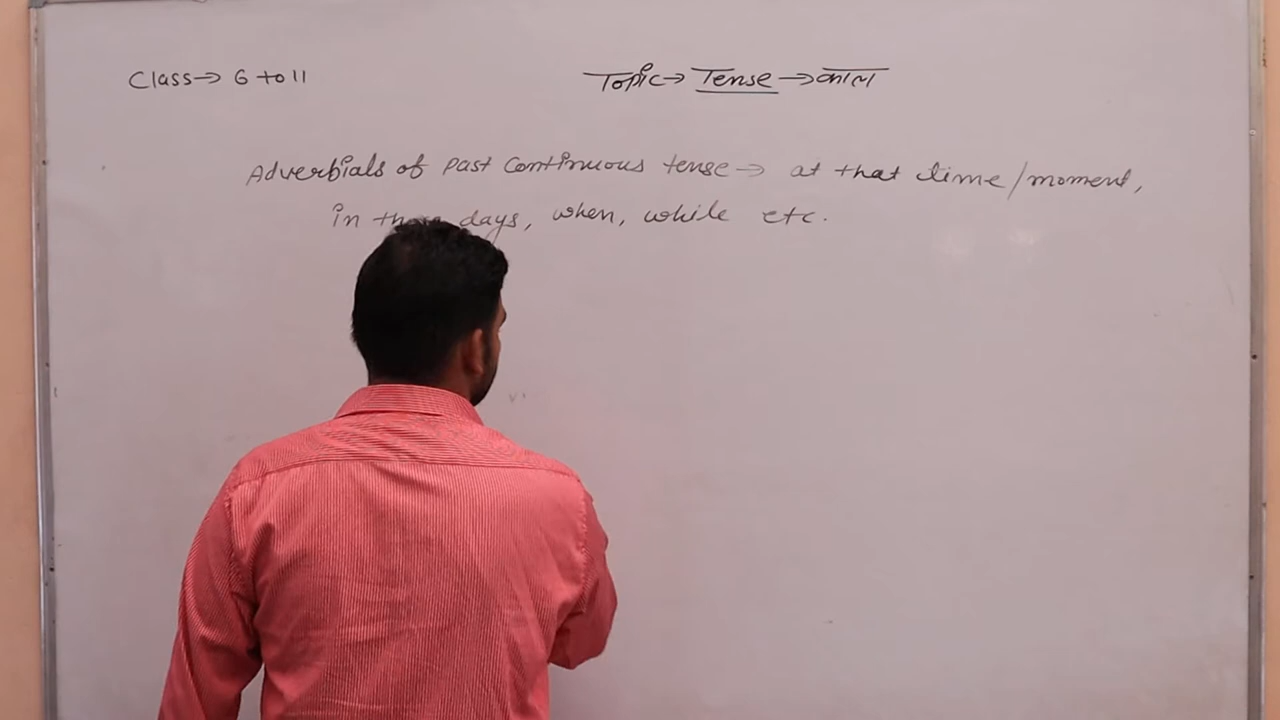 Class→ 6 to 11
Topic→ Tense →काल
Adverbials of past continuous tense→ at that time/moment,
in days, when, while etc.